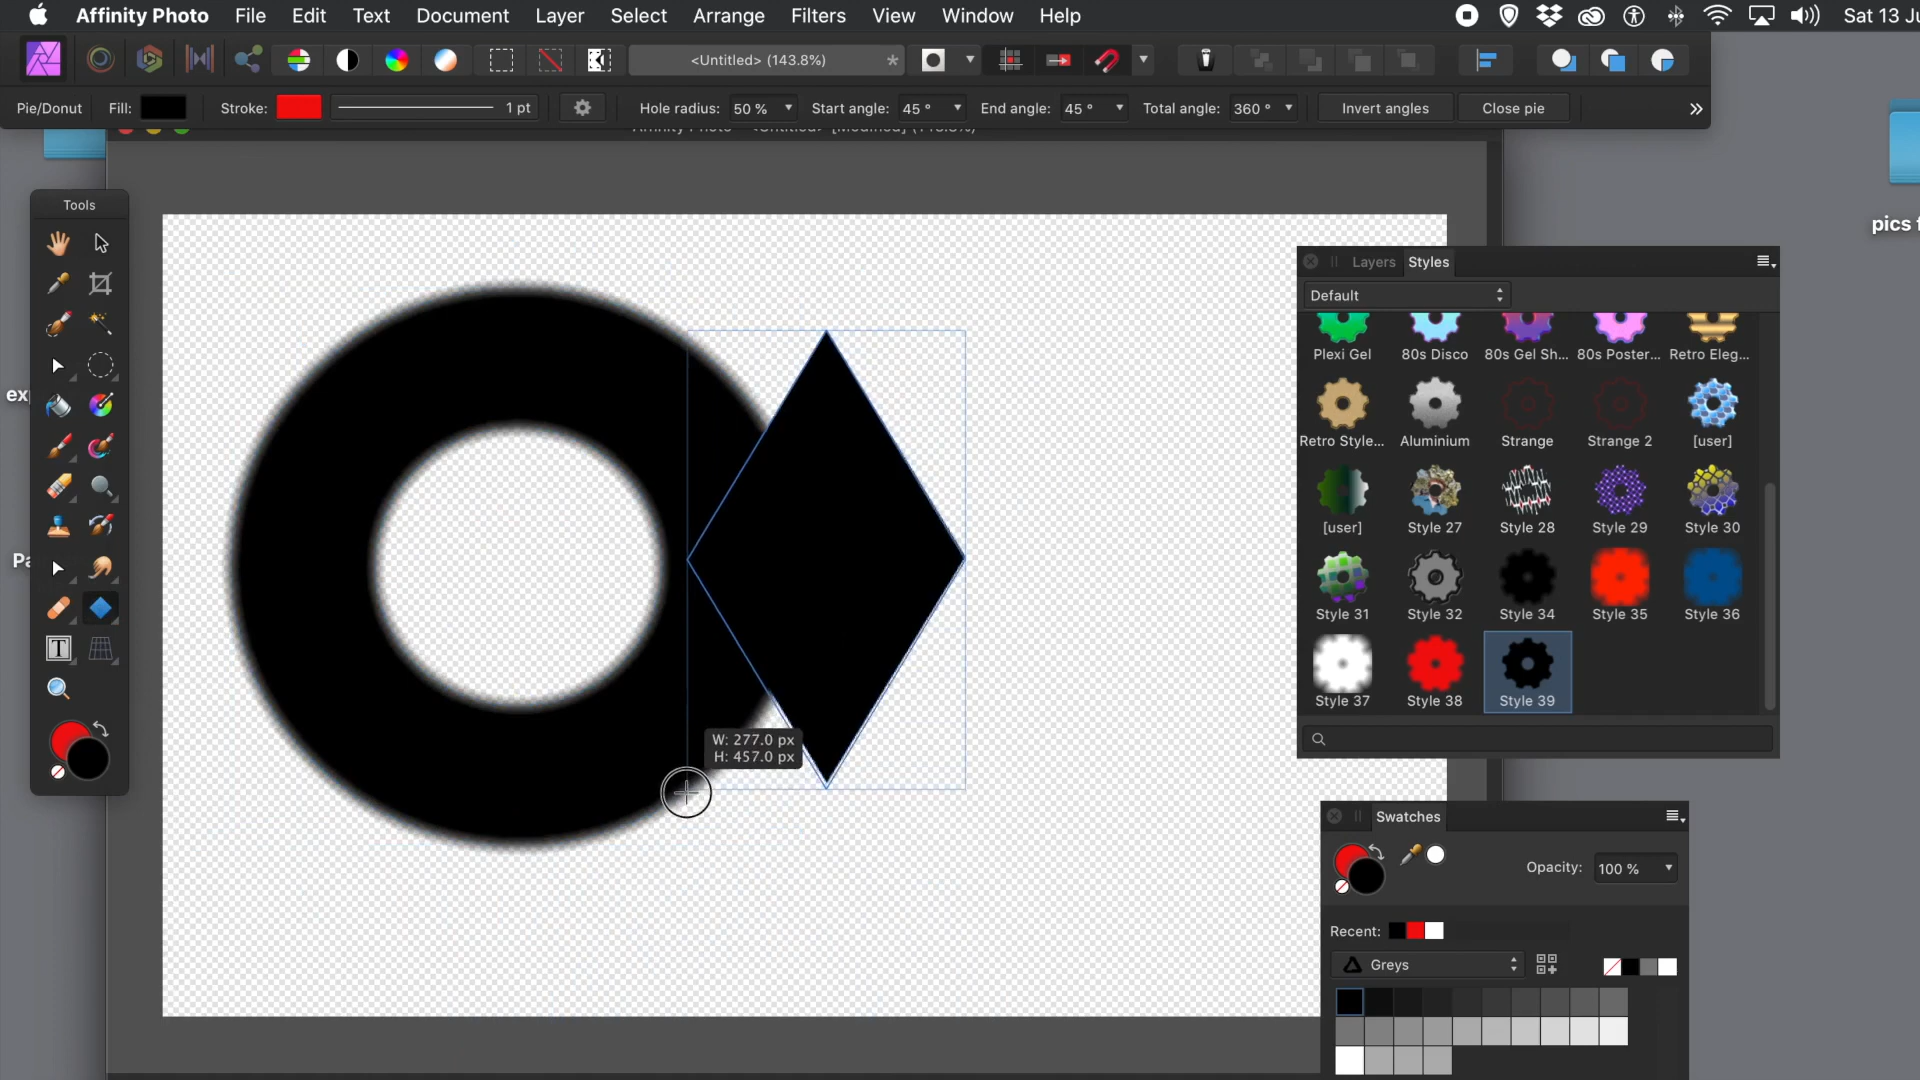 Affinity Photo File Edit Text Document Layer Select Arrange Filters View Window Help Sat 13 Ju
<Untitled> (143.8%) *
Pie/Donut Fill: Stroke: 1 pt Hole radius: 50 % Start angle: 45 ° End angle: 45 ° Total angle: 360 ° Invert angles Close pie »
Tools
pics f
Layers Styles
Default
Plexi Gel 80s Disco 80s Gel Sh... 80s Poster... Retro Eleg...
Retro Style... Aluminium Strange Strange 2 [user]
[user] Style 27 Style 28 Style 29 Style 30
Style 31 Style 32 Style 34 Style 35 Style 36
Style 37 Style 38 Style 39
exp
Pa
W: 277.0 px
H: 457.0 px
Swatches
Opacity: 100 %
Recent:
Greys